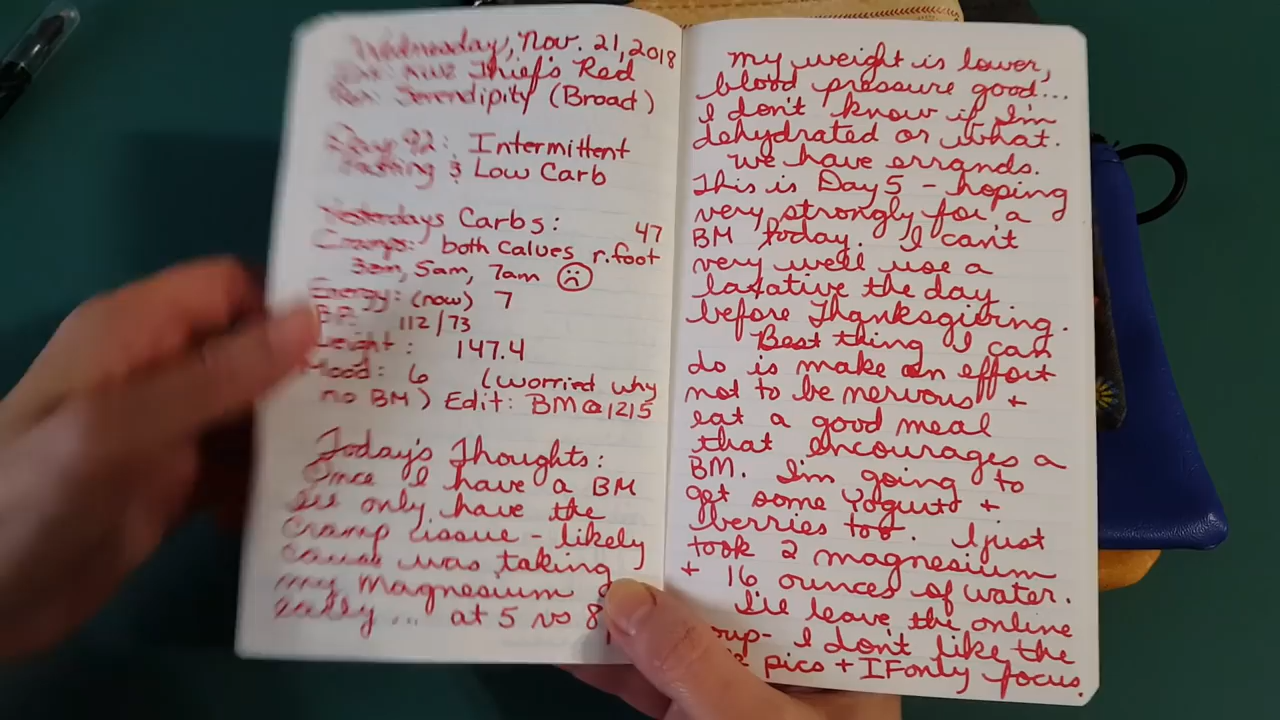 Wednesday, Nov. 21, 2018
Thief's Red
Pen: Serendipity (Broad)
Day 92: Intermittent
Fasting & Low Carb
Yesterdays Carbs: 47
Cramps: both calves r.foot
3am, 5am, 7am
Energy: (now) 7
BP: 112/73
Weight: 147.4
Mood: 6 (worried why
no BM) Edit: BM@1215
Today's Thoughts:
Once I have a BM
I'll only have the
Cramp issue - likely
cause was taking
my Magnesium
early... at 5 vs 8
my weight is lower,
blood pressure good...
I don't know if I'm
dehydrated or what.
We have errands.
This is Day 5 - hoping
very strongly for a
BM today. I can't
very well use a
laxative the day
before Thanksgiving.
Best thing I can
do is make an effort
not to be nervous +
eat a good meal
that encourages a
BM. I'm going to
get some yogurt +
berries too. I just
took 2 magnesium
+ 16 ounces of water.
I'll leave the online
I don't like the
pics + IF only focus.